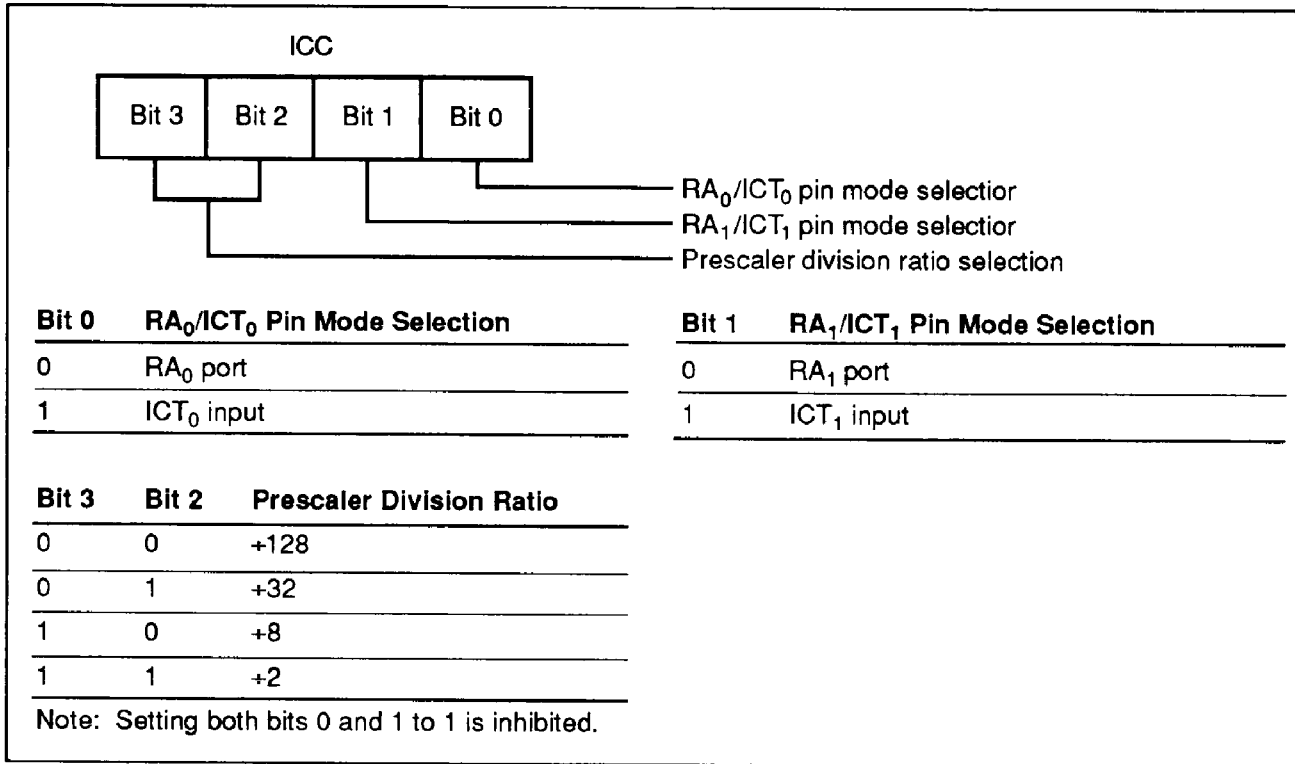 ICC
Bit 3 Bit 2 Bit 1 Bit 0
RA0/ICT0 pin mode selectior
RA1/ICT1 pin mode selectior
Prescaler division ratio selection
Bit 0 RA0/ICT0 Pin Mode Selection
0 RA0 port
1 ICT0 input
Bit 1 RA1/ICT1 Pin Mode Selection
0 RA1 port
1 ICT1 input
Bit 3 Bit 2 Prescaler Division Ratio
0 0 ÷128
0 1 ÷32
1 0 ÷8
1 1 ÷2
Note: Setting both bits 0 and 1 to 1 is inhibited.